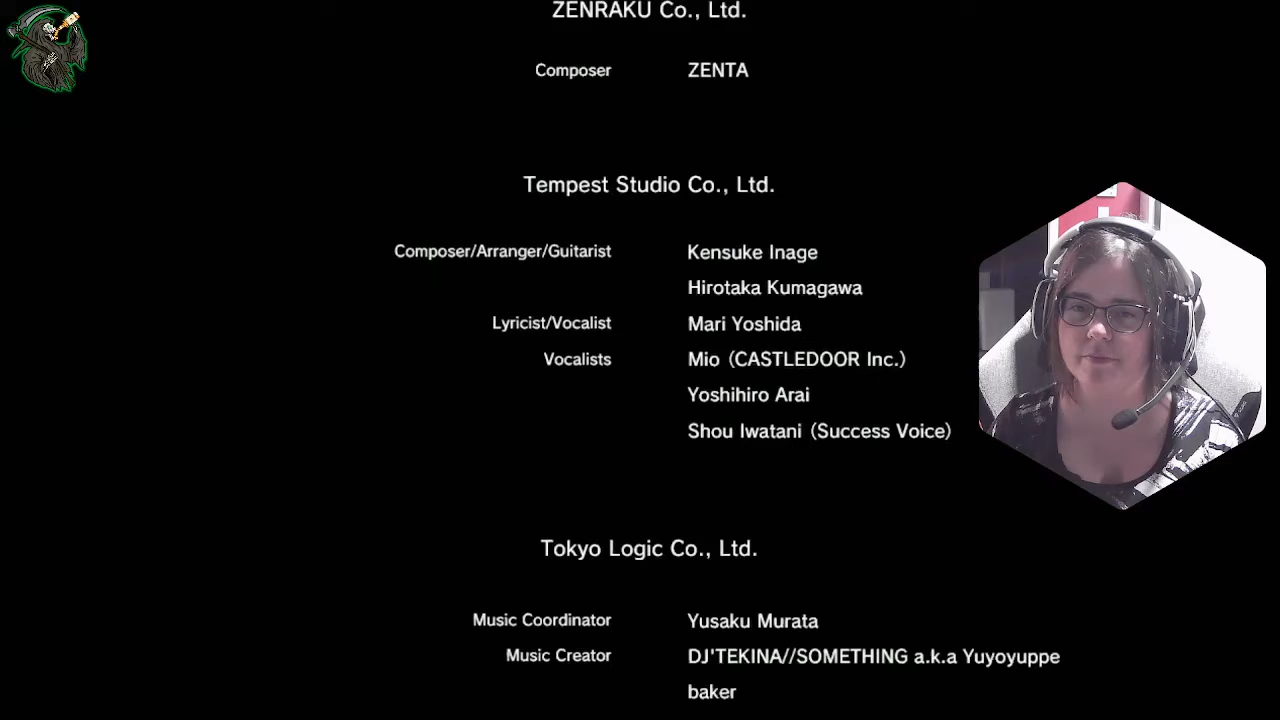 ZENRAKU Co., Ltd.
Composer ZENTA
Tempest Studio Co., Ltd.
Composer/Arranger/Guitarist Kensuke Inage
Hirotaka Kumagawa
Lyricist/Vocalist Mari Yoshida
Vocalists Mio (CASTLEDOOR Inc.)
Yoshihiro Arai
Shou Iwatani (Success Voice)
Tokyo Logic Co., Ltd.
Music Coordinator Yusaku Murata
Music Creator DJ'TEKINA//SOMETHING a.k.a Yuyoyuppe
baker